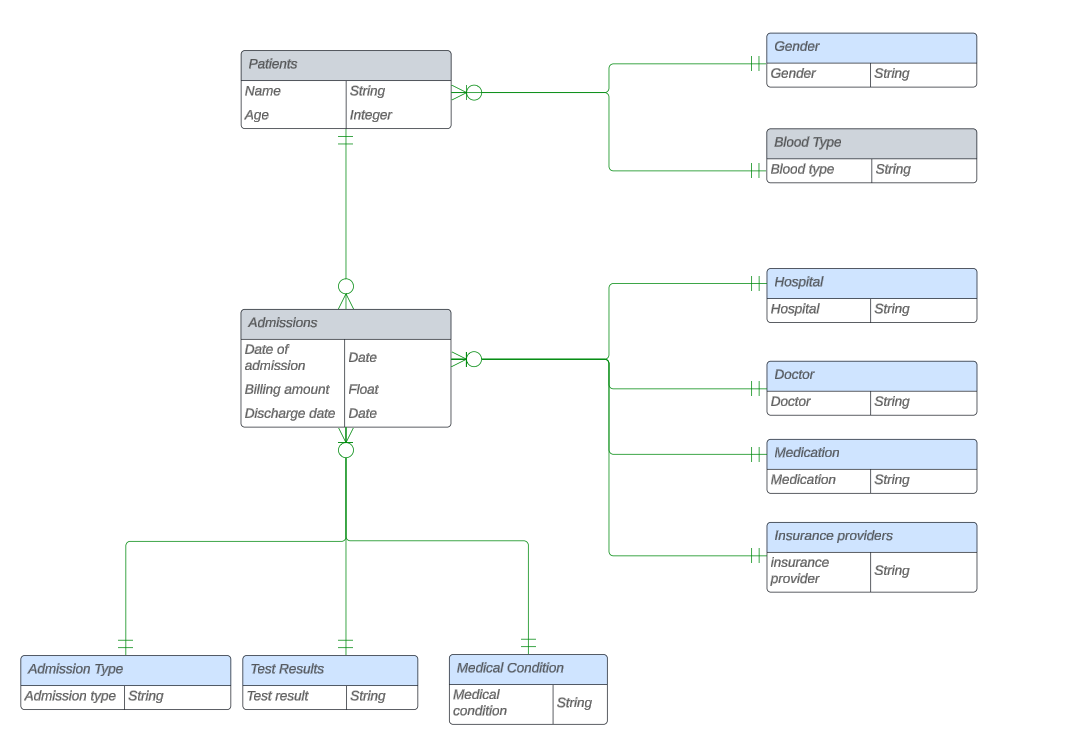 Patients
Name String
Age Integer
Gender
Gender String
Blood Type
Blood type String
Admissions
Date of
admission Date
Billing amount Float
Discharge date Date
Hospital
Hospital String
Doctor
Doctor String
Medication
Medication String
Insurance providers
insurance
provider String
Admission Type
Admission type String
Test Results
Test result String
Medical Condition
Medical
condition String